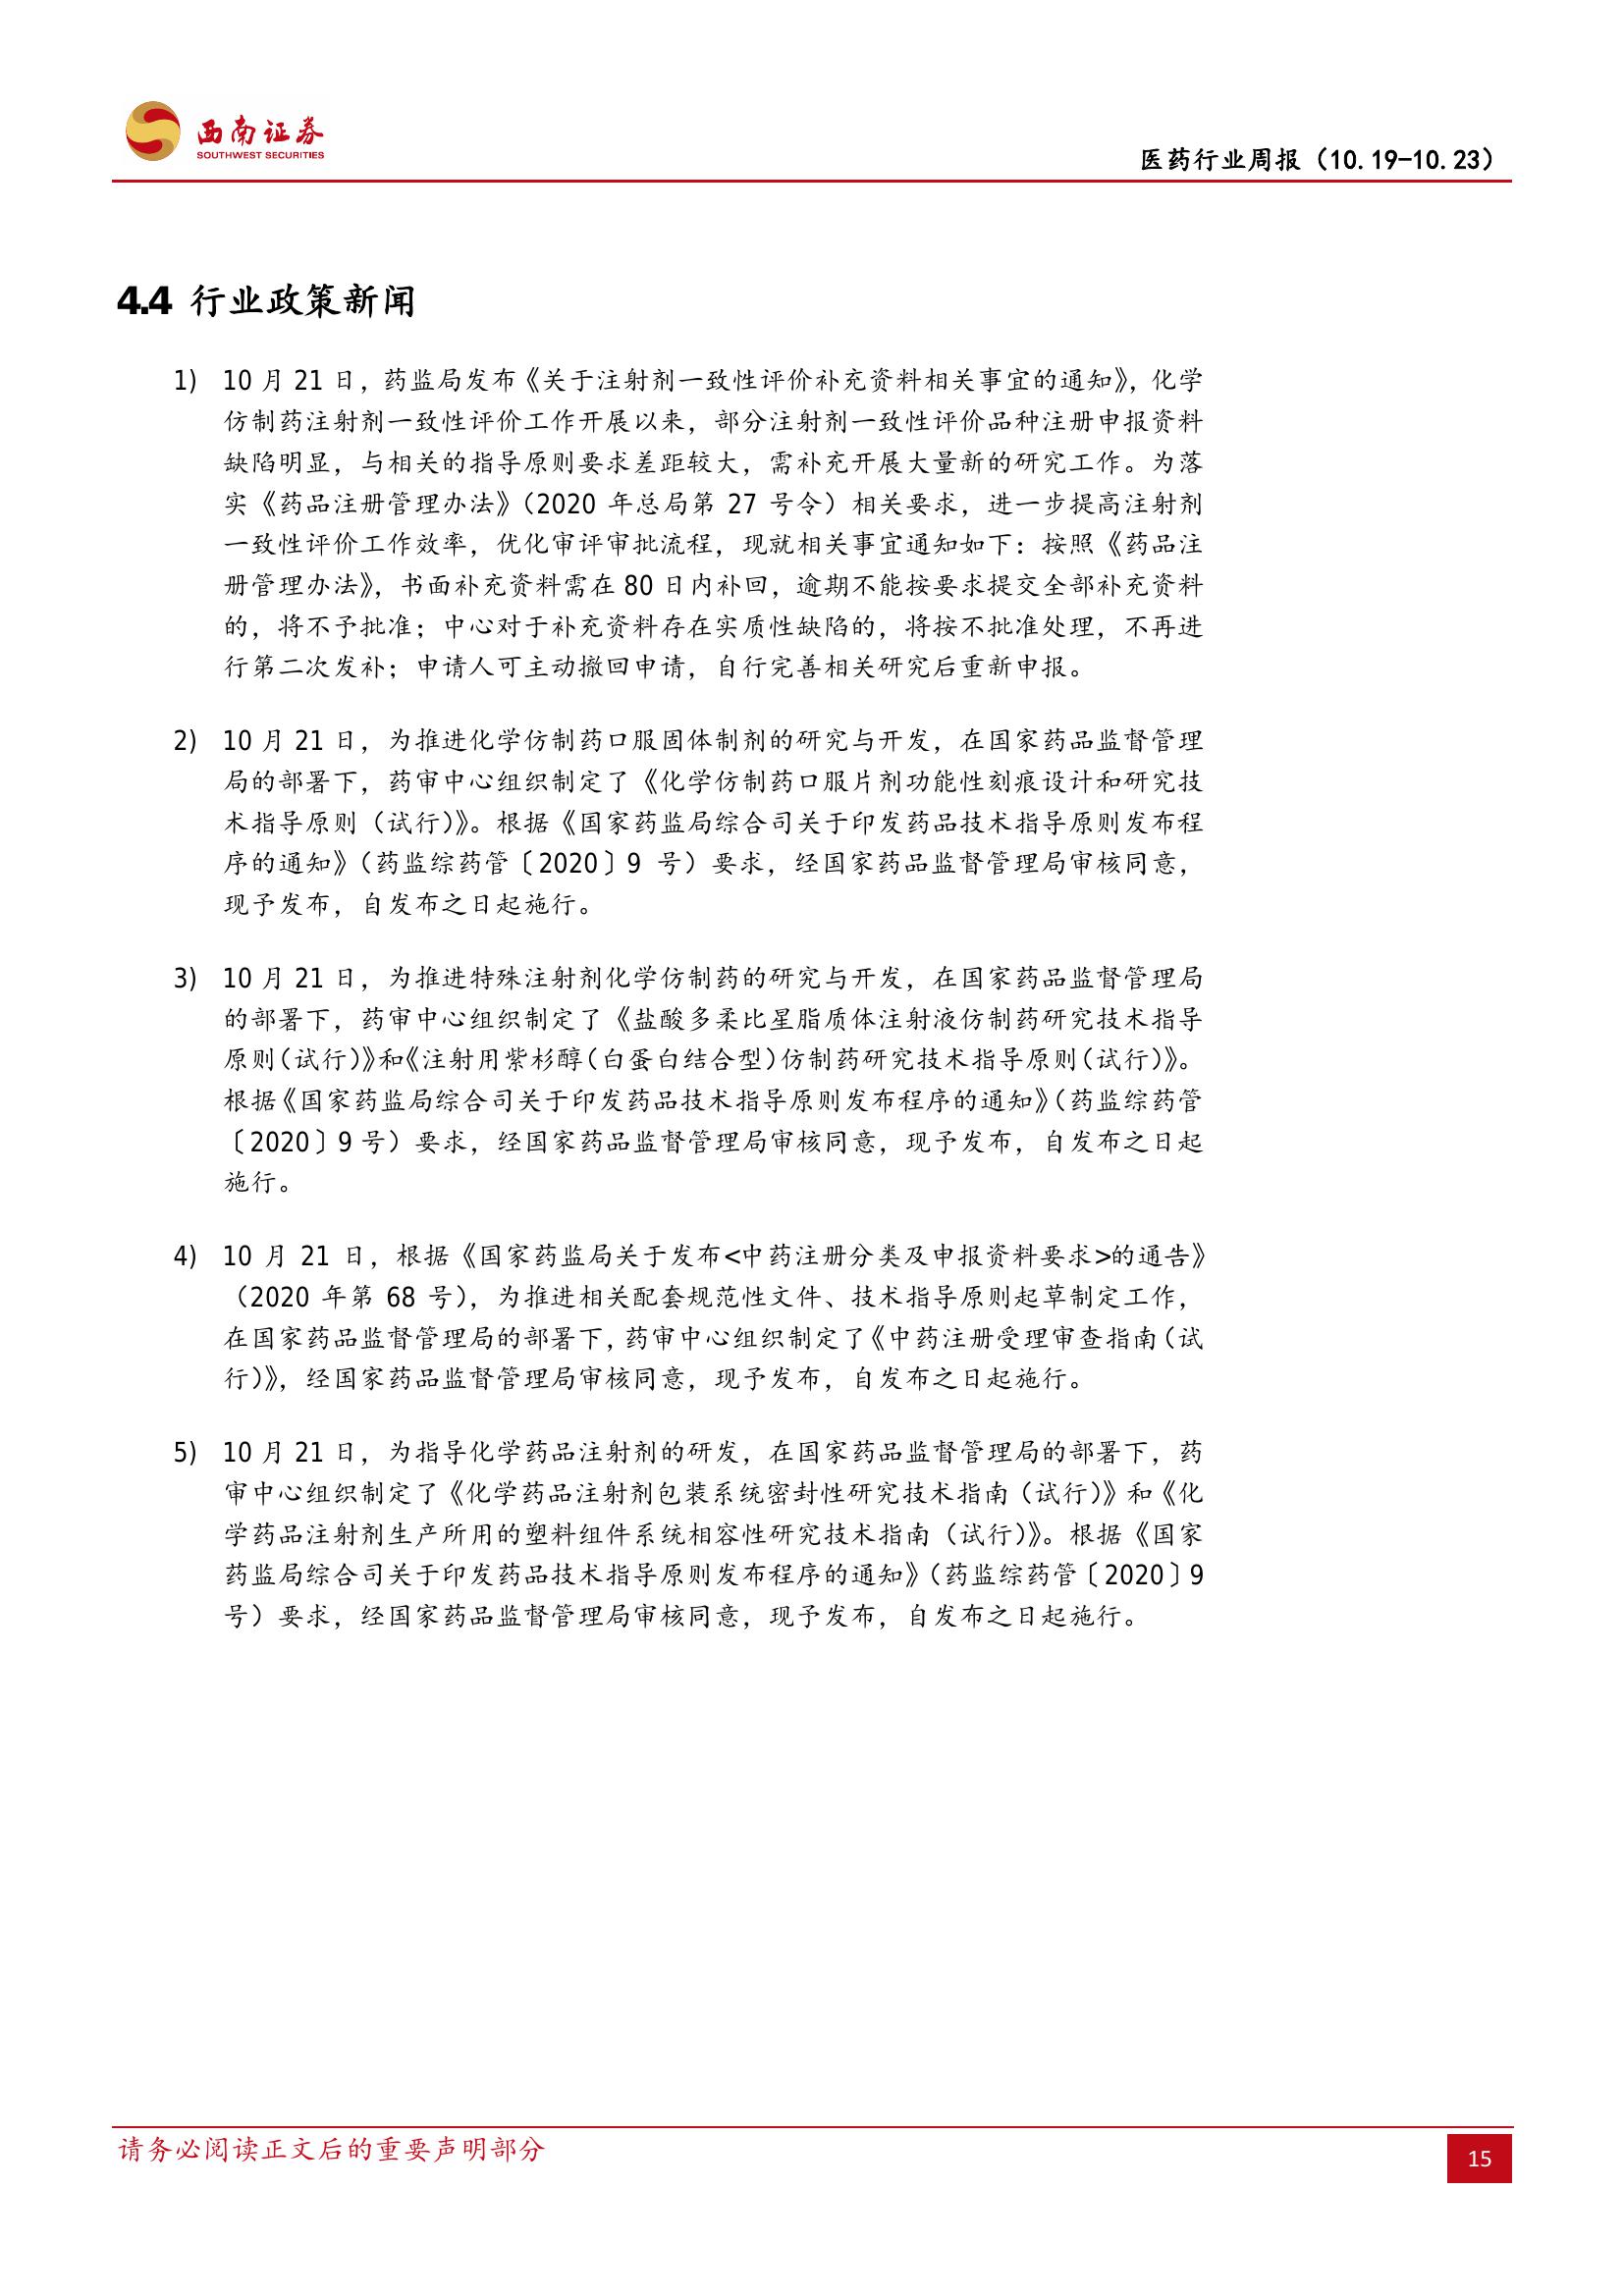 西南证券
SOUTHWEST SECURITIES
医药行业周报（10.19-10.23）
4.4 行业政策新闻
1) 10 月 21 日，药监局发布《关于注射剂一致性评价补充资料相关事宜的通知》，化学
仿制药注射剂一致性评价工作开展以来，部分注射剂一致性评价品种注册申报资料
缺陷明显，与相关的指导原则要求差距较大，需补充开展大量新的研究工作。为落
实《药品注册管理办法》（2020 年总局第 27 号令）相关要求，进一步提高注射剂
一致性评价工作效率，优化审评审批流程，现就相关事宜通知如下：按照《药品注
册管理办法》，书面补充资料需在 80 日内补回，逾期不能按要求提交全部补充资料
的，将不予批准；中心对于补充资料存在实质性缺陷的，将按不批准处理，不再进
行第二次发补；申请人可主动撤回申请，自行完善相关研究后重新申报。
2) 10 月 21 日，为推进化学仿制药口服固体制剂的研究与开发，在国家药品监督管理
局的部署下，药审中心组织制定了《化学仿制药口服片剂功能性刻痕设计和研究技
术指导原则（试行）》。根据《国家药监局综合司关于印发药品技术指导原则发布程
序的通知》（药监综药管〔2020〕9 号）要求，经国家药品监督管理局审核同意，
现予发布，自发布之日起施行。
3) 10 月 21 日，为推进特殊注射剂化学仿制药的研究与开发，在国家药品监督管理局
的部署下，药审中心组织制定了《盐酸多柔比星脂质体注射液仿制药研究技术指导
原则（试行）》和《注射用紫杉醇（白蛋白结合型）仿制药研究技术指导原则（试行）》。
根据《国家药监局综合司关于印发药品技术指导原则发布程序的通知》（药监综药管
〔2020〕9 号）要求，经国家药品监督管理局审核同意，现予发布，自发布之日起
施行。
4) 10 月 21 日，根据《国家药监局关于发布<中药注册分类及申报资料要求>的通告》
（2020 年第 68 号），为推进相关配套规范性文件、技术指导原则起草制定工作，
在国家药品监督管理局的部署下，药审中心组织制定了《中药注册受理审查指南（试
行）》，经国家药品监督管理局审核同意，现予发布，自发布之日起施行。
5) 10 月 21 日，为指导化学药品注射剂的研发，在国家药品监督管理局的部署下，药
审中心组织制定了《化学药品注射剂包装系统密封性研究技术指南（试行）》和《化
学药品注射剂生产所用的塑料组件系统相容性研究技术指南（试行）》。根据《国家
药监局综合司关于印发药品技术指导原则发布程序的通知》（药监综药管〔2020〕9
号）要求，经国家药品监督管理局审核同意，现予发布，自发布之日起施行。
请务必阅读正文后的重要声明部分
15